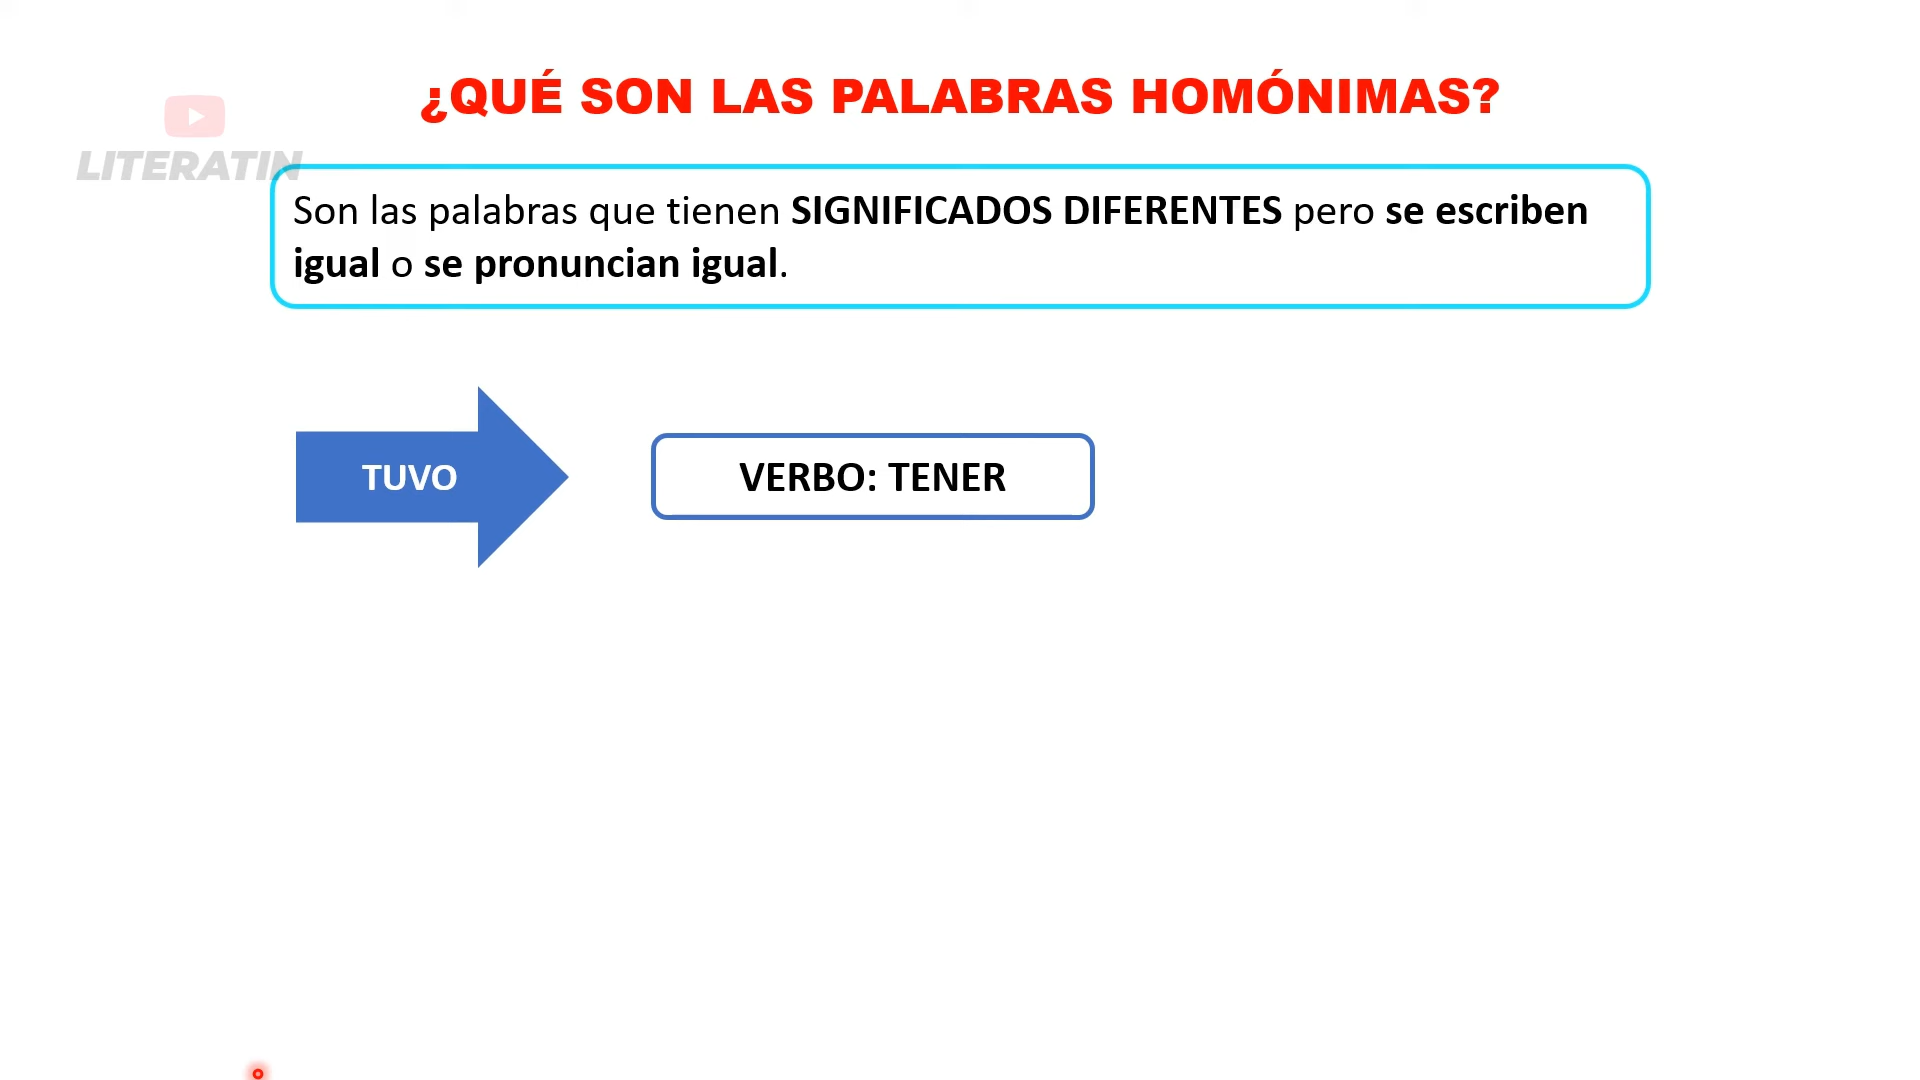 ¿QUÉ SON LAS PALABRAS HOMÓNIMAS?
LITERATIN
Son las palabras que tienen SIGNIFICADOS DIFERENTES pero se escriben
igual o se pronuncian igual.
TUVO
VERBO: TENER